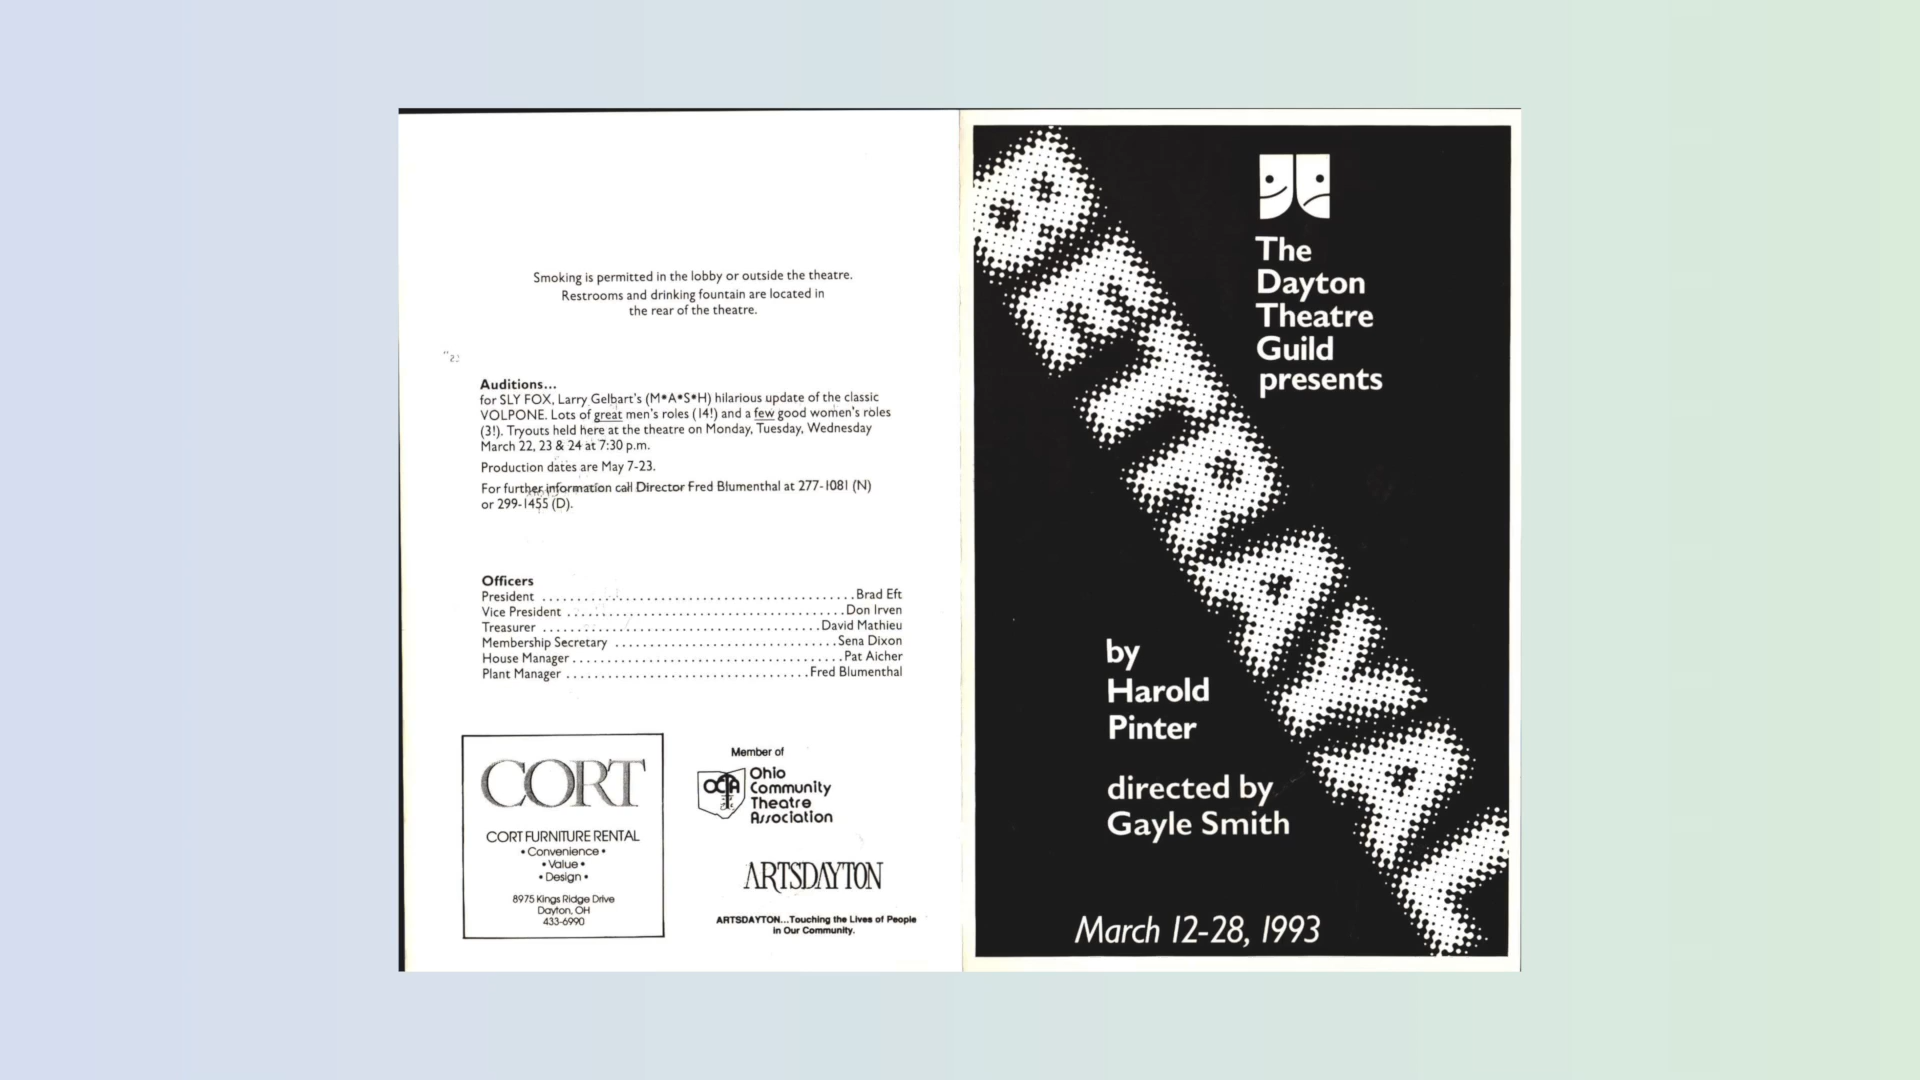 Smoking is permitted in the lobby or outside the theatre.
Restrooms and drinking fountain are located in
the rear of the theatre.
Auditions...
for SLY FOX, Larry Gelbart's (M*A*S*H) hilarious update of the classic
VOLPONE. Lots of great men's roles (14!) and a few good women's roles
(3!). Tryouts held here at the theatre on Monday, Tuesday, Wednesday
March 22, 23 & 24 at 7:30 p.m.
Production dates are May 7-23.
For further information call Director Fred Blumenthal at 277-1081 (N)
or 299-1455 (D).
Officers
President ............................................. Brad Eft
Vice President ........................................ Don Irven
Treasurer ........................................ David Mathieu
Membership Secretary ................................ Sena Dixon
House Manager ....................................... Pat Aicher
Plant Manager ................................... Fred Blumenthal
CORT
CORT FURNITURE RENTAL
• Convenience •
• Value •
• Design •
8975 Kings Ridge Drive
Dayton, OH
433-6990
Member of
OCTA
Ohio
Community
Theatre
Association
ARTSDAYTON
ARTSDAYTON...Touching the Lives of People
in Our Community.
The
Dayton
Theatre
Guild
presents
BETRAYAL
by
Harold
Pinter
directed by
Gayle Smith
March 12-28, 1993